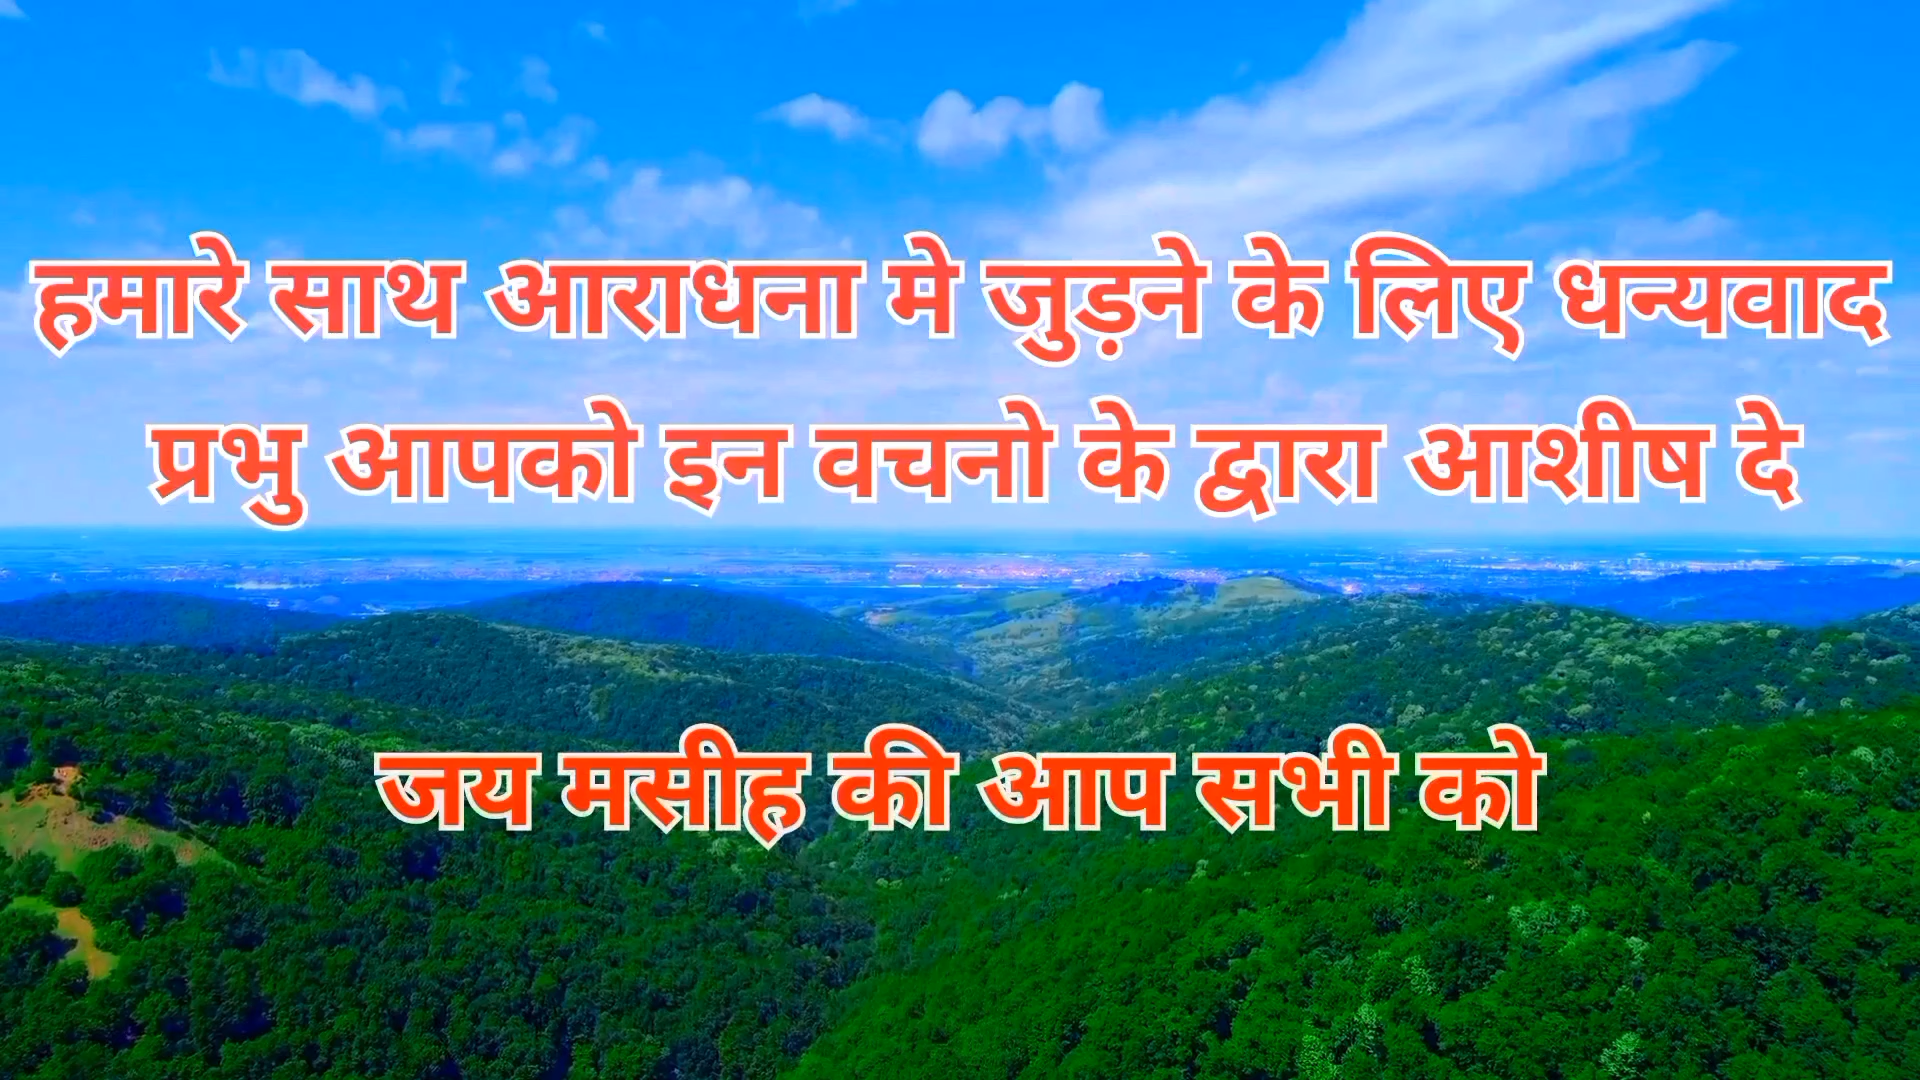 हमारे साथ आराधना मे जुड़ने के लिए धन्यवाद
प्रभु आपको इन वचनो के द्वारा आशीष दे
जय मसीह की आप सभी को